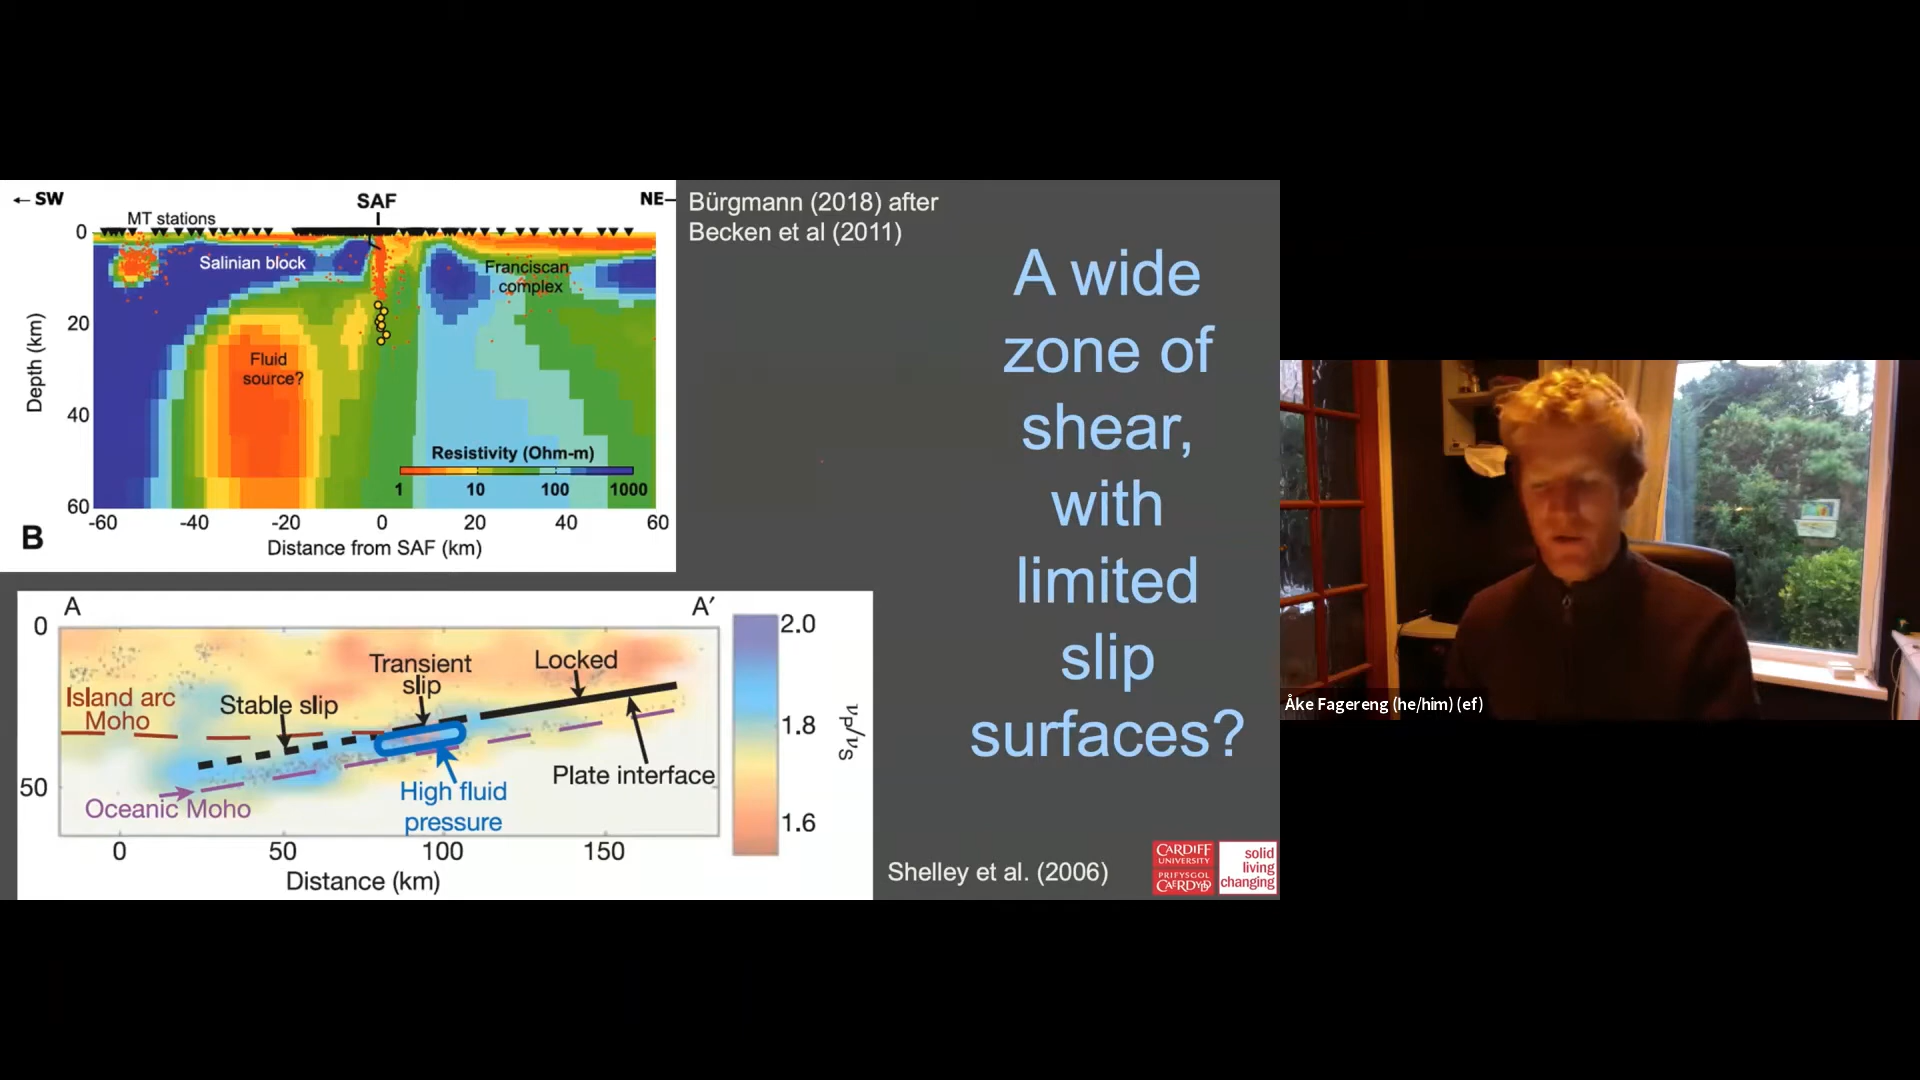 ← SW
SAF
NE–
MT stations
0
Salinian block
Franciscan
complex
20
Depth (km)
Fluid
source?
40
Resistivity (Ohm-m)
1 10 100 1000
60
-60 -40 -20 0 20 40 60
B
Distance from SAF (km)
Bürgmann (2018) after
Becken et al (2011)
A wide
zone of
shear,
with
limited
slip
surfaces?
A
A′
0
Transient
slip
Locked
Island arc
Moho
Stable slip
Plate interface
50
Oceanic Moho
High fluid
pressure
0 50 100 150
Distance (km)
2.0
1.8
1.6
νp/νs
Shelley et al. (2006)
CARDIFF
UNIVERSITY
PRIFYSGOL
CAERDYDD
solid
living
changing
Åke Fagereng (he/him) (ef)